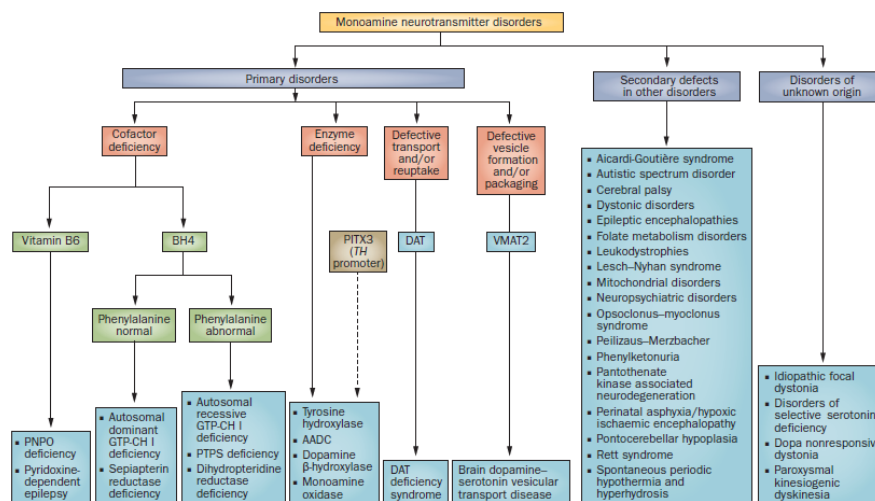 Monoamine neurotransmitter disorders
Primary disorders
Secondary defects
in other disorders
Disorders of
unknown origin
Cofactor
deficiency
Enzyme
deficiency
Defective
transport
and/or
reuptake
Defective
vesicle
formation
and/or
packaging
Vitamin B6
BH4
PITX3
(TH
promoter)
DAT
VMAT2
Phenylalanine
normal
Phenylalanine
abnormal
▪ PNPO
deficiency
▪ Pyridoxine-
dependent
epilepsy
▪ Autosomal
dominant
GTP-CH I
deficiency
▪ Sepiapterin
reductase
deficiency
▪ Autosomal
recessive
GTP-CH I
deficiency
▪ PTPS deficiency
▪ Dihydropteridine
reductase
deficiency
▪ Tyrosine
hydroxylase
▪ AADC
▪ Dopamine
β-hydroxylase
▪ Monoamine
oxidase
DAT
deficiency
syndrome
Brain dopamine–
serotonin vesicular
transport disease
▪ Aicardi-Goutière syndrome
▪ Autistic spectrum disorder
▪ Cerebral palsy
▪ Dystonic disorders
▪ Epileptic encephalopathies
▪ Folate metabolism disorders
▪ Leukodystrophies
▪ Lesch–Nyhan syndrome
▪ Mitochondrial disorders
▪ Neuropsychiatric disorders
▪ Opsoclonus–myoclonus
syndrome
▪ Peilizaus–Merzbacher
▪ Phenylketonuria
▪ Pantothenate
kinase associated
neurodegeneration
▪ Perinatal asphyxia/hypoxic
ischaemic encephalopathy
▪ Pontocerebellar hypoplasia
▪ Rett syndrome
▪ Spontaneous periodic
hypothermia and
hyperhydrosis
▪ Idiopathic focal
dystonia
▪ Disorders of
selective serotonin
deficiency
▪ Dopa nonresponsive
dystonia
▪ Paroxysmal
kinesiogenic
dyskinesia